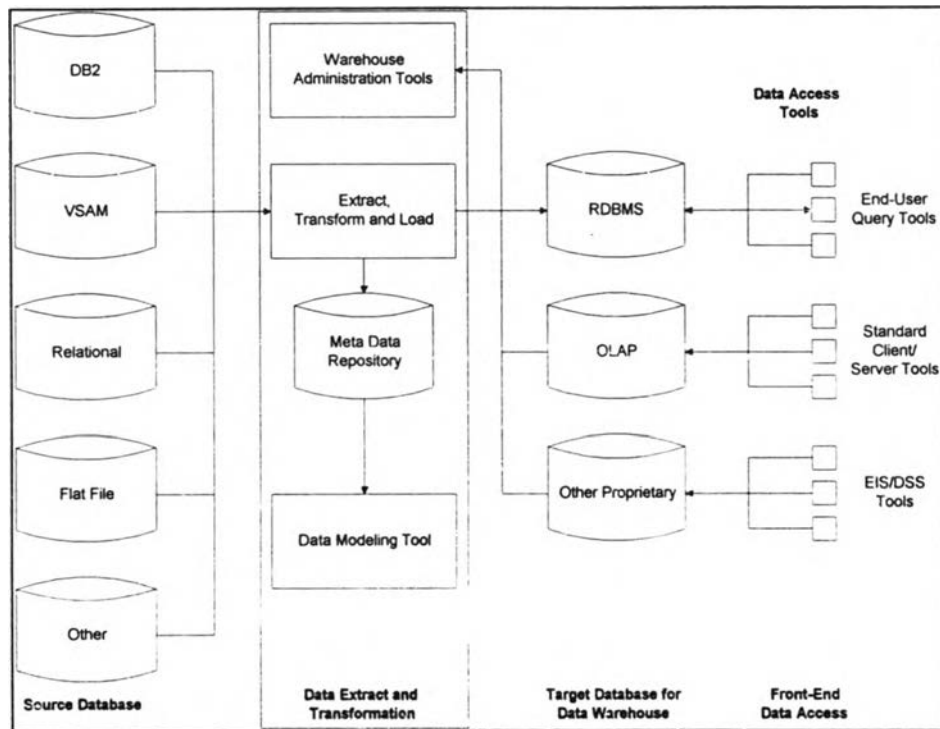 DB2
VSAM
Relational
Flat File
Other
Source Database
Warehouse
Administration Tools
Extract,
Transform and Load
Meta Data
Repository
Data Modeling Tool
Data Extract and
Transformation
RDBMS
OLAP
Other Proprietary
Target Database for
Data Warehouse
Data Access
Tools
End-User
Query Tools
Standard
Client/
Server Tools
EIS/DSS
Tools
Front-End
Data Access